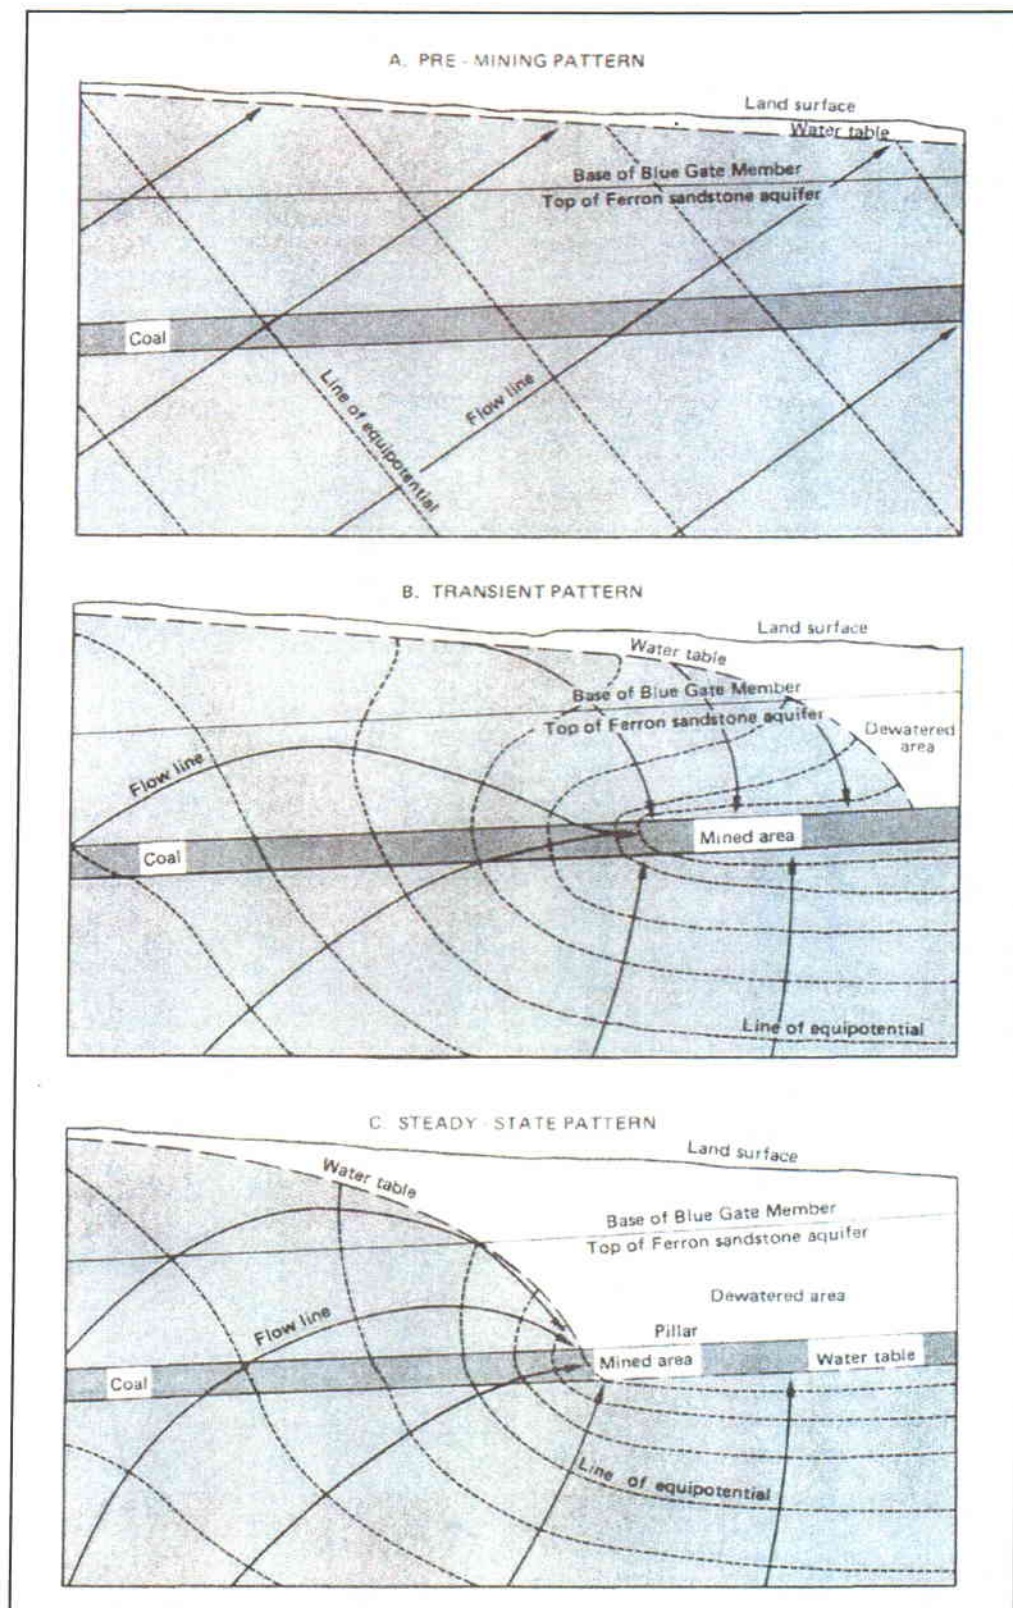 A. PRE - MINING PATTERN
Land surface
Water table
Base of Blue Gate Member
Top of Ferron sandstone aquifer
Coal
Line of equipotential
Flow line
B. TRANSIENT PATTERN
Land surface
Water table
Base of Blue Gate Member
Top of Ferron sandstone aquifer
Dewatered
area
Flow line
Mined area
Coal
Line of equipotential
C. STEADY - STATE PATTERN
Land surface
Water table
Base of Blue Gate Member
Top of Ferron sandstone aquifer
Dewatered area
Flow line
Pillar
Mined area
Water table
Coal
Line of equipotential